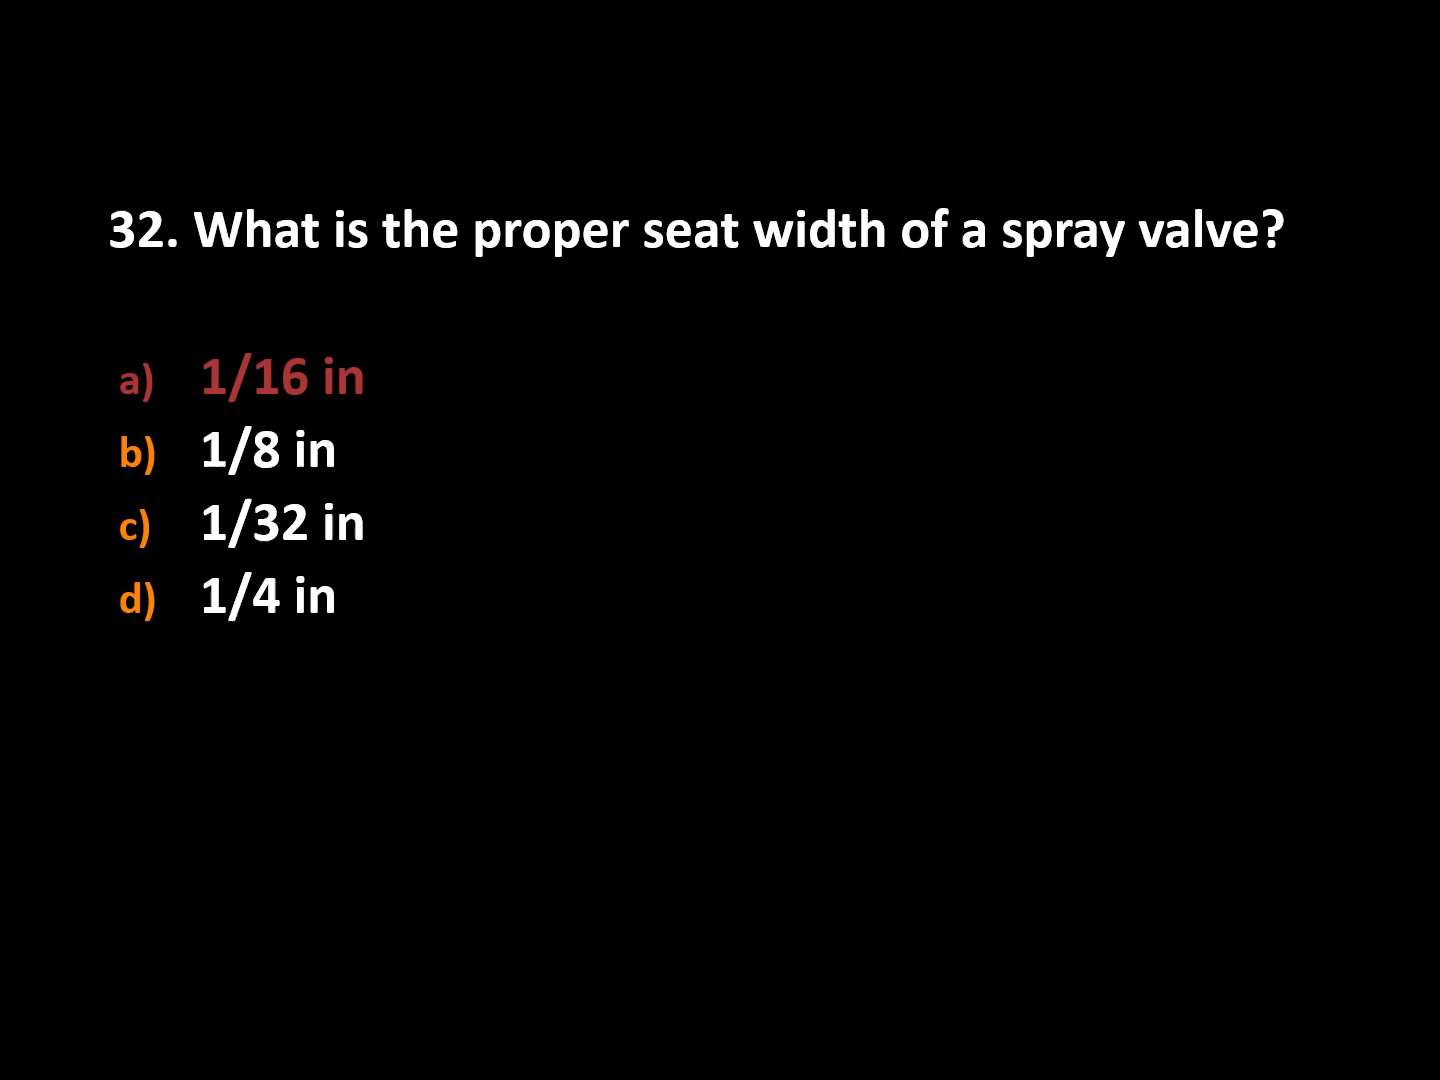 32. What is the proper seat width of a spray valve?
a) 1/16 in
b) 1/8 in
c) 1/32 in
d) 1/4 in